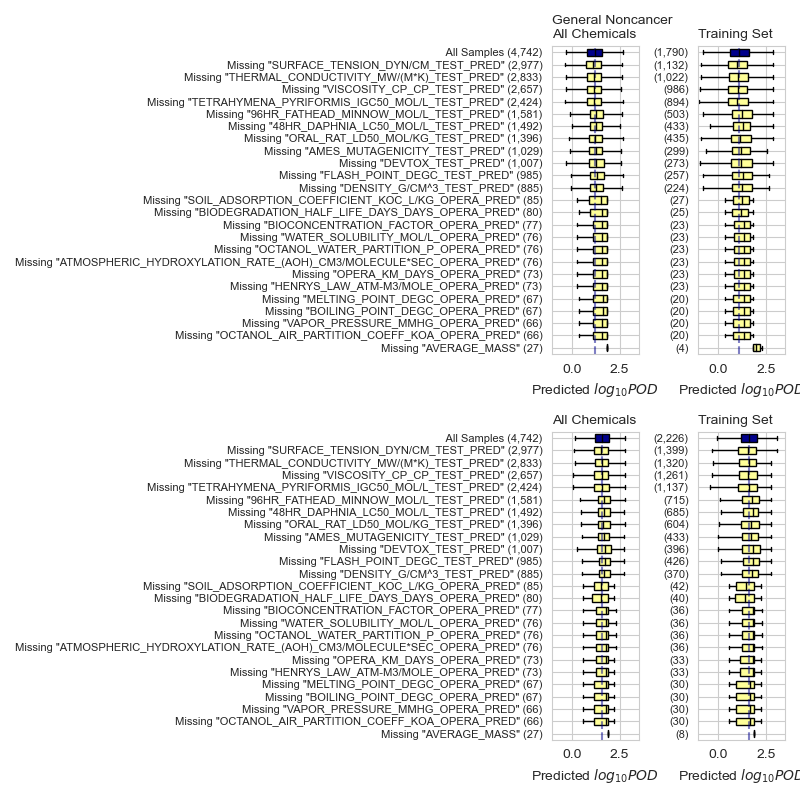 General Noncancer
All Chemicals Training Set
All Samples (4,742) (1,790)
Missing "SURFACE_TENSION_DYN/CM_TEST_PRED" (2,977) (1,132)
Missing "THERMAL_CONDUCTIVITY_MW/(M*K)_TEST_PRED" (2,833) (1,022)
Missing "VISCOSITY_CP_CP_TEST_PRED" (2,657) (986)
Missing "TETRAHYMENA_PYRIFORMIS_IGC50_MOL/L_TEST_PRED" (2,424) (894)
Missing "96HR_FATHEAD_MINNOW_MOL/L_TEST_PRED" (1,581) (503)
Missing "48HR_DAPHNIA_LC50_MOL/L_TEST_PRED" (1,492) (433)
Missing "ORAL_RAT_LD50_MOL/KG_TEST_PRED" (1,396) (435)
Missing "AMES_MUTAGENICITY_TEST_PRED" (1,029) (299)
Missing "DEVTOX_TEST_PRED" (1,007) (273)
Missing "FLASH_POINT_DEGC_TEST_PRED" (985) (257)
Missing "DENSITY_G/CM^3_TEST_PRED" (885) (224)
Missing "SOIL_ADSORPTION_COEFFICIENT_KOC_L/KG_OPERA_PRED" (85) (27)
Missing "BIODEGRADATION_HALF_LIFE_DAYS_DAYS_OPERA_PRED" (80) (25)
Missing "BIOCONCENTRATION_FACTOR_OPERA_PRED" (77) (23)
Missing "WATER_SOLUBILITY_MOL/L_OPERA_PRED" (76) (23)
Missing "OCTANOL_WATER_PARTITION_P_OPERA_PRED" (76) (23)
Missing "ATMOSPHERIC_HYDROXYLATION_RATE_(AOH)_CM3/MOLECULE*SEC_OPERA_PRED" (76) (23)
Missing "OPERA_KM_DAYS_OPERA_PRED" (73) (23)
Missing "HENRYS_LAW_ATM-M3/MOLE_OPERA_PRED" (73) (23)
Missing "MELTING_POINT_DEGC_OPERA_PRED" (67) (20)
Missing "BOILING_POINT_DEGC_OPERA_PRED" (67) (20)
Missing "VAPOR_PRESSURE_MMHG_OPERA_PRED" (66) (20)
Missing "OCTANOL_AIR_PARTITION_COEFF_KOA_OPERA_PRED" (66) (20)
Missing "AVERAGE_MASS" (27) (4)
0.0 2.5 0.0 2.5
Predicted log10POD Predicted log10POD
All Chemicals Training Set
All Samples (4,742) (2,226)
Missing "SURFACE_TENSION_DYN/CM_TEST_PRED" (2,977) (1,399)
Missing "THERMAL_CONDUCTIVITY_MW/(M*K)_TEST_PRED" (2,833) (1,320)
Missing "VISCOSITY_CP_CP_TEST_PRED" (2,657) (1,261)
Missing "TETRAHYMENA_PYRIFORMIS_IGC50_MOL/L_TEST_PRED" (2,424) (1,137)
Missing "96HR_FATHEAD_MINNOW_MOL/L_TEST_PRED" (1,581) (715)
Missing "48HR_DAPHNIA_LC50_MOL/L_TEST_PRED" (1,492) (685)
Missing "ORAL_RAT_LD50_MOL/KG_TEST_PRED" (1,396) (604)
Missing "AMES_MUTAGENICITY_TEST_PRED" (1,029) (433)
Missing "DEVTOX_TEST_PRED" (1,007) (396)
Missing "FLASH_POINT_DEGC_TEST_PRED" (985) (426)
Missing "DENSITY_G/CM^3_TEST_PRED" (885) (370)
Missing "SOIL_ADSORPTION_COEFFICIENT_KOC_L/KG_OPERA_PRED" (85) (42)
Missing "BIODEGRADATION_HALF_LIFE_DAYS_DAYS_OPERA_PRED" (80) (40)
Missing "BIOCONCENTRATION_FACTOR_OPERA_PRED" (77) (36)
Missing "WATER_SOLUBILITY_MOL/L_OPERA_PRED" (76) (36)
Missing "OCTANOL_WATER_PARTITION_P_OPERA_PRED" (76) (36)
Missing "ATMOSPHERIC_HYDROXYLATION_RATE_(AOH)_CM3/MOLECULE*SEC_OPERA_PRED" (76) (36)
Missing "OPERA_KM_DAYS_OPERA_PRED" (73) (33)
Missing "HENRYS_LAW_ATM-M3/MOLE_OPERA_PRED" (73) (33)
Missing "MELTING_POINT_DEGC_OPERA_PRED" (67) (30)
Missing "BOILING_POINT_DEGC_OPERA_PRED" (67) (30)
Missing "VAPOR_PRESSURE_MMHG_OPERA_PRED" (66) (30)
Missing "OCTANOL_AIR_PARTITION_COEFF_KOA_OPERA_PRED" (66) (30)
Missing "AVERAGE_MASS" (27) (8)
0.0 2.5 0.0 2.5
Predicted log10POD Predicted log10POD